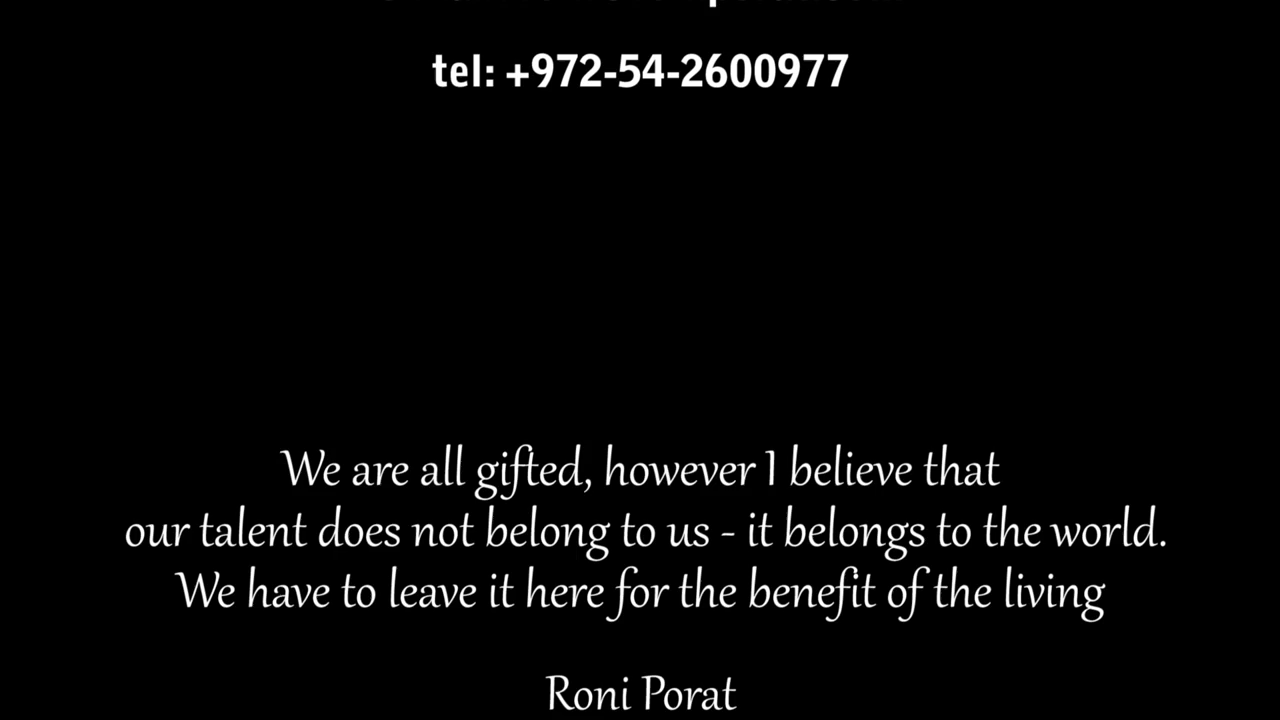 tel: +972-54-2600977
We are all gifted, however I believe that
our talent does not belong to us - it belongs to the world.
We have to leave it here for the benefit of the living
Roni Porat